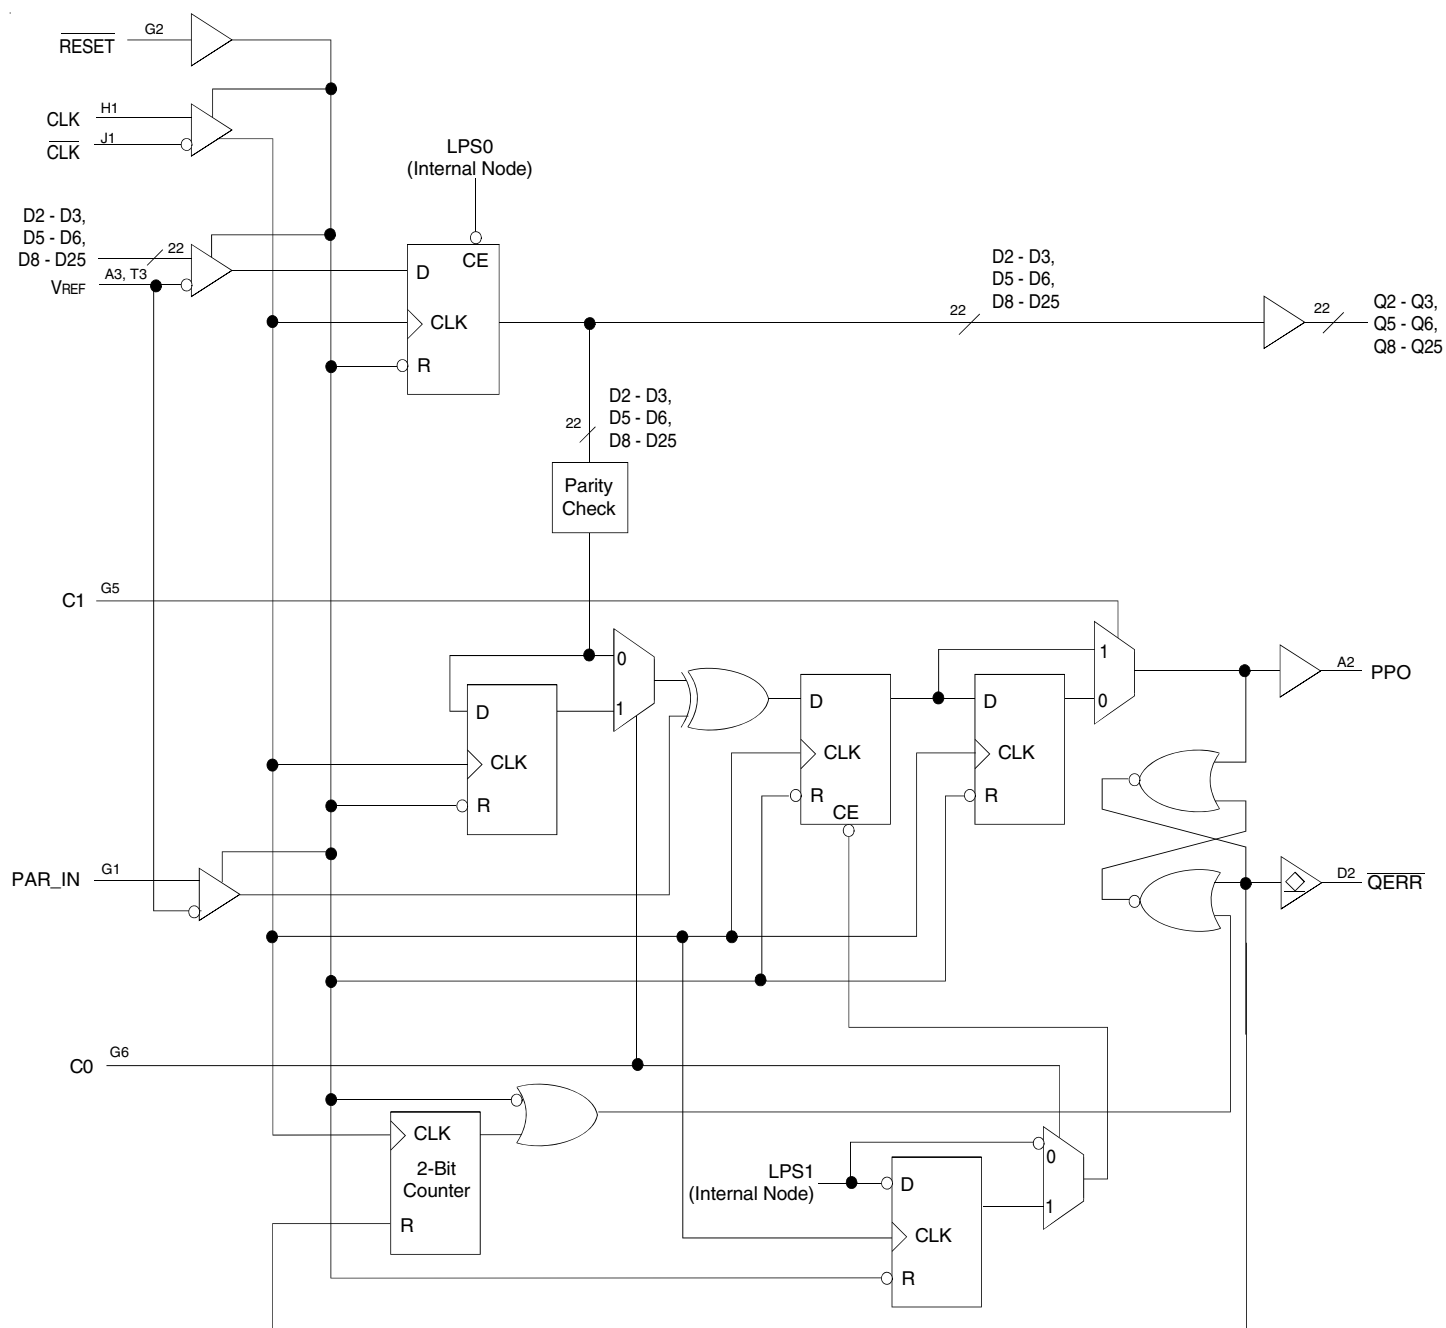 RESET
G2
CLK
H1
CLK
J1
LPS0
(Internal Node)
D2 - D3,
D5 - D6,
D8 - D25
22
VREF
A3, T3
D
CE
CLK
R
D2 - D3,
D5 - D6,
D8 - D25
22
22
Q2 - Q3,
Q5 - Q6,
Q8 - Q25
22
D2 - D3,
D5 - D6,
D8 - D25
Parity
Check
C1
G5
0
1
D
CLK
R
D
CLK
R
CE
D
CLK
R
1
0
A2
PPO
PAR_IN
G1
D2
QERR
C0
G6
CLK
2-Bit
Counter
R
LPS1
(Internal Node)
D
CLK
R
0
1